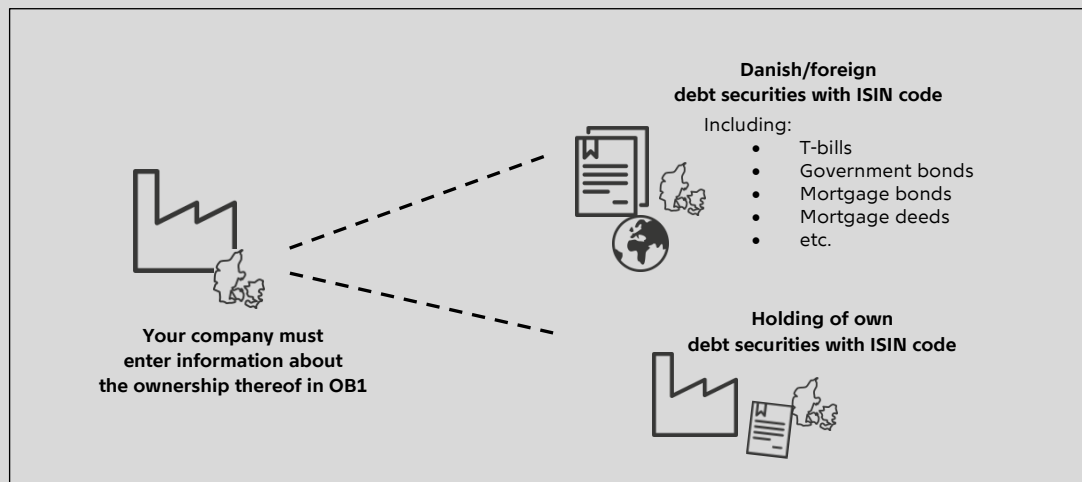 Danish/foreign
debt securities with ISIN code
Including:
• T-bills
• Government bonds
• Mortgage bonds
• Mortgage deeds
• etc.
Your company must
enter information about
the ownership thereof in OB1
Holding of own
debt securities with ISIN code